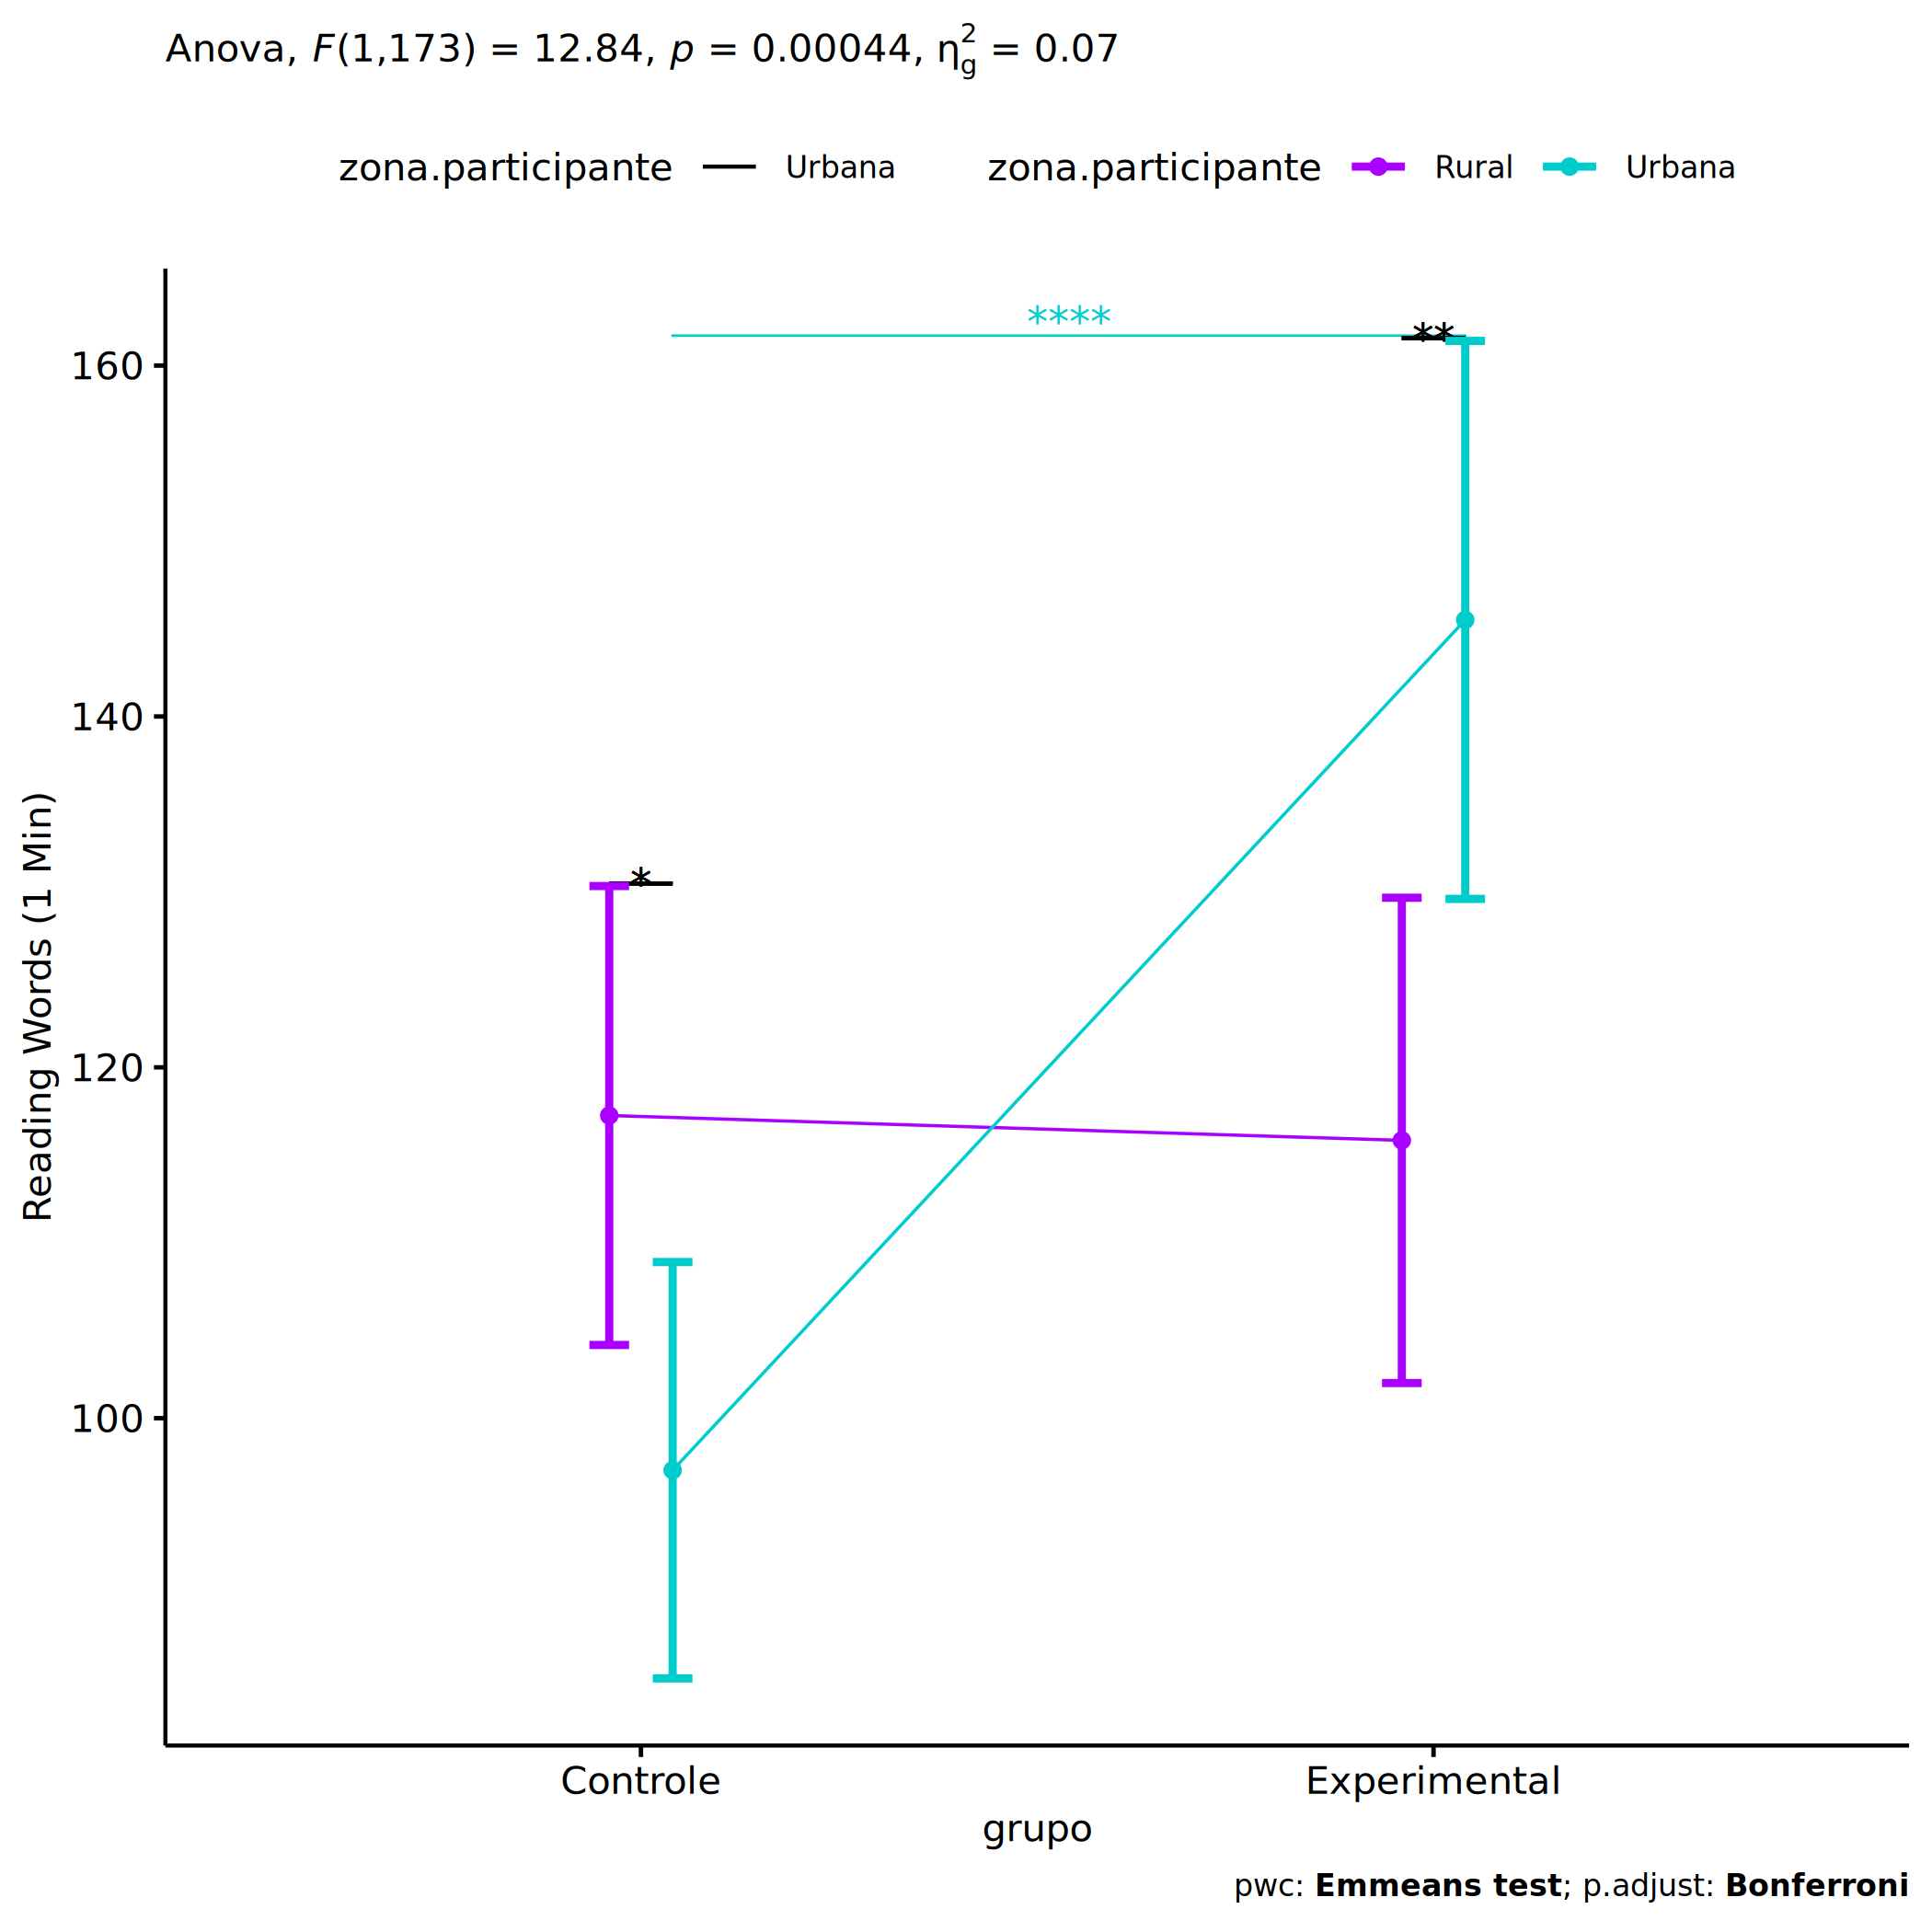 Anova, F(1,173) = 12.84, p = 0.00044, η²g = 0.07
zona.participante Urbana zona.participante Rural Urbana
****
**
160
140
*
120
100
Reading Words (1 Min)
Controle Experimental
grupo
pwc: Emmeans test; p.adjust: Bonferroni